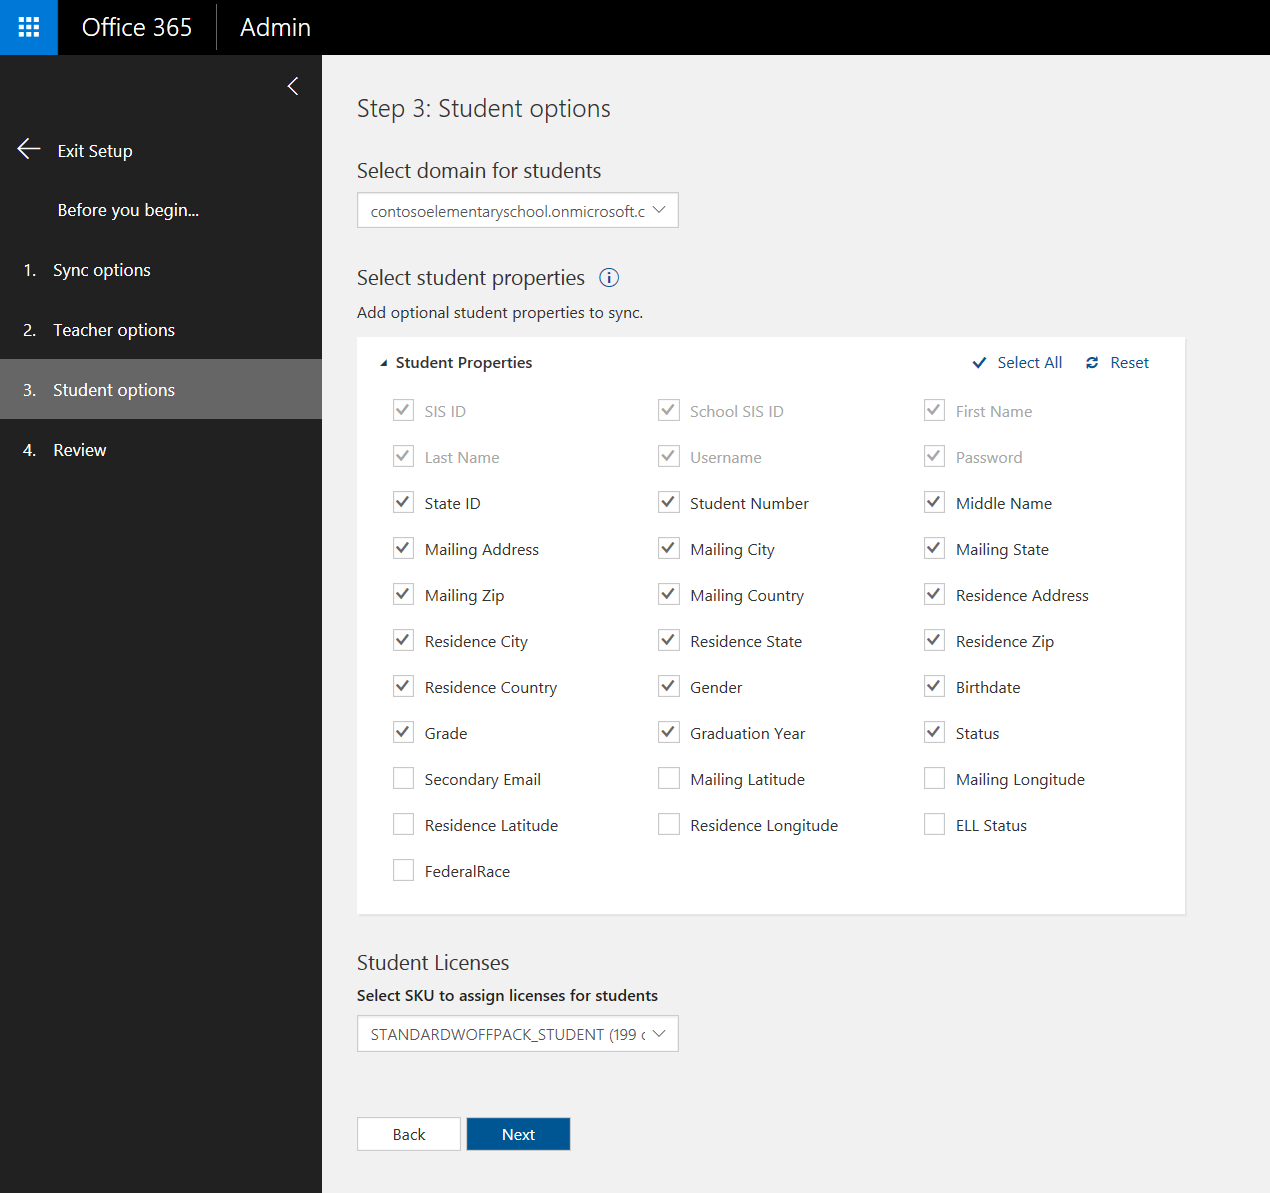 Office 365 Admin
Exit Setup
Before you begin...
1. Sync options
2. Teacher options
3. Student options
4. Review
Step 3: Student options
Select domain for students
contosoelementaryschool.onmicrosoft.c
Select student properties
Add optional student properties to sync.
Student Properties Select All Reset
SIS ID School SIS ID First Name
Last Name Username Password
State ID Student Number Middle Name
Mailing Address Mailing City Mailing State
Mailing Zip Mailing Country Residence Address
Residence City Residence State Residence Zip
Residence Country Gender Birthdate
Grade Graduation Year Status
Secondary Email Mailing Latitude Mailing Longitude
Residence Latitude Residence Longitude ELL Status
FederalRace
Student Licenses
Select SKU to assign licenses for students
STANDARDWOFFPACK_STUDENT (199
Back Next